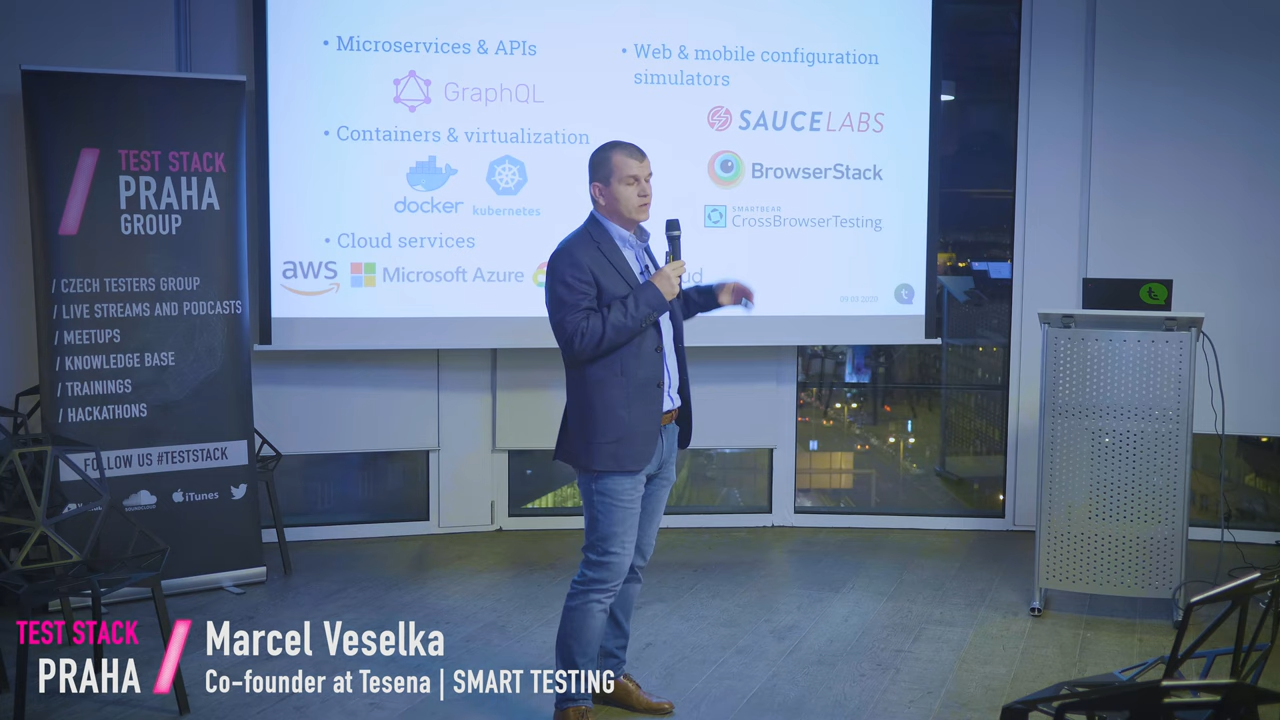 • Microservices & APIs
GraphQL
• Containers & virtualization
docker
kubernetes
• Cloud services
aws
Microsoft Azure
• Web & mobile configuration
simulators
SAUCELABS
BrowserStack
SMARTBEAR
CrossBrowserTesting
TEST STACK
PRAHA
GROUP
/ CZECH TESTERS GROUP
/ LIVE STREAMS AND PODCASTS
/ MEETUPS
/ KNOWLEDGE BASE
/ TRAININGS
/ HACKATHONS
FOLLOW US #TESTSTACK
SOUNDCLOUD
iTunes
TEST STACK
PRAHA
Marcel Veselka
Co-founder at Tesena | SMART TESTING